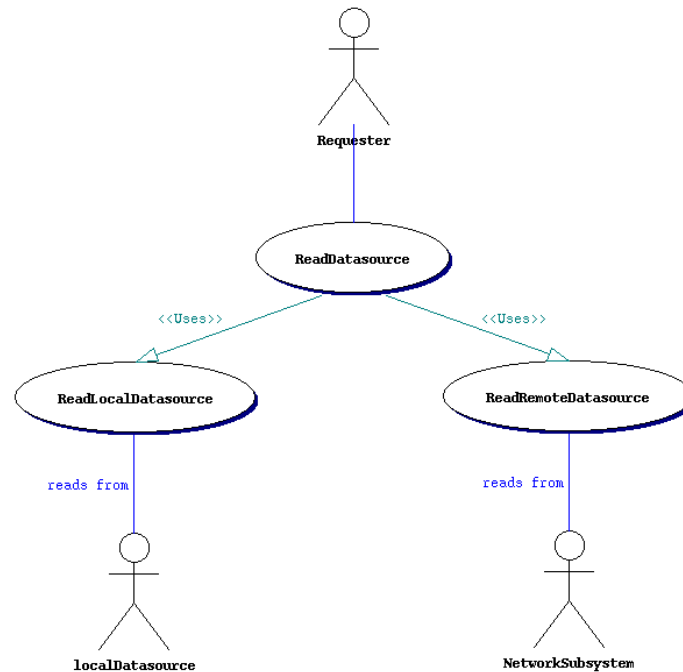 Requester
ReadDatasource
<<Uses>>
<<Uses>>
ReadLocalDatasource
ReadRemoteDatasource
reads from
reads from
localDatasource
NetworkSubsystem